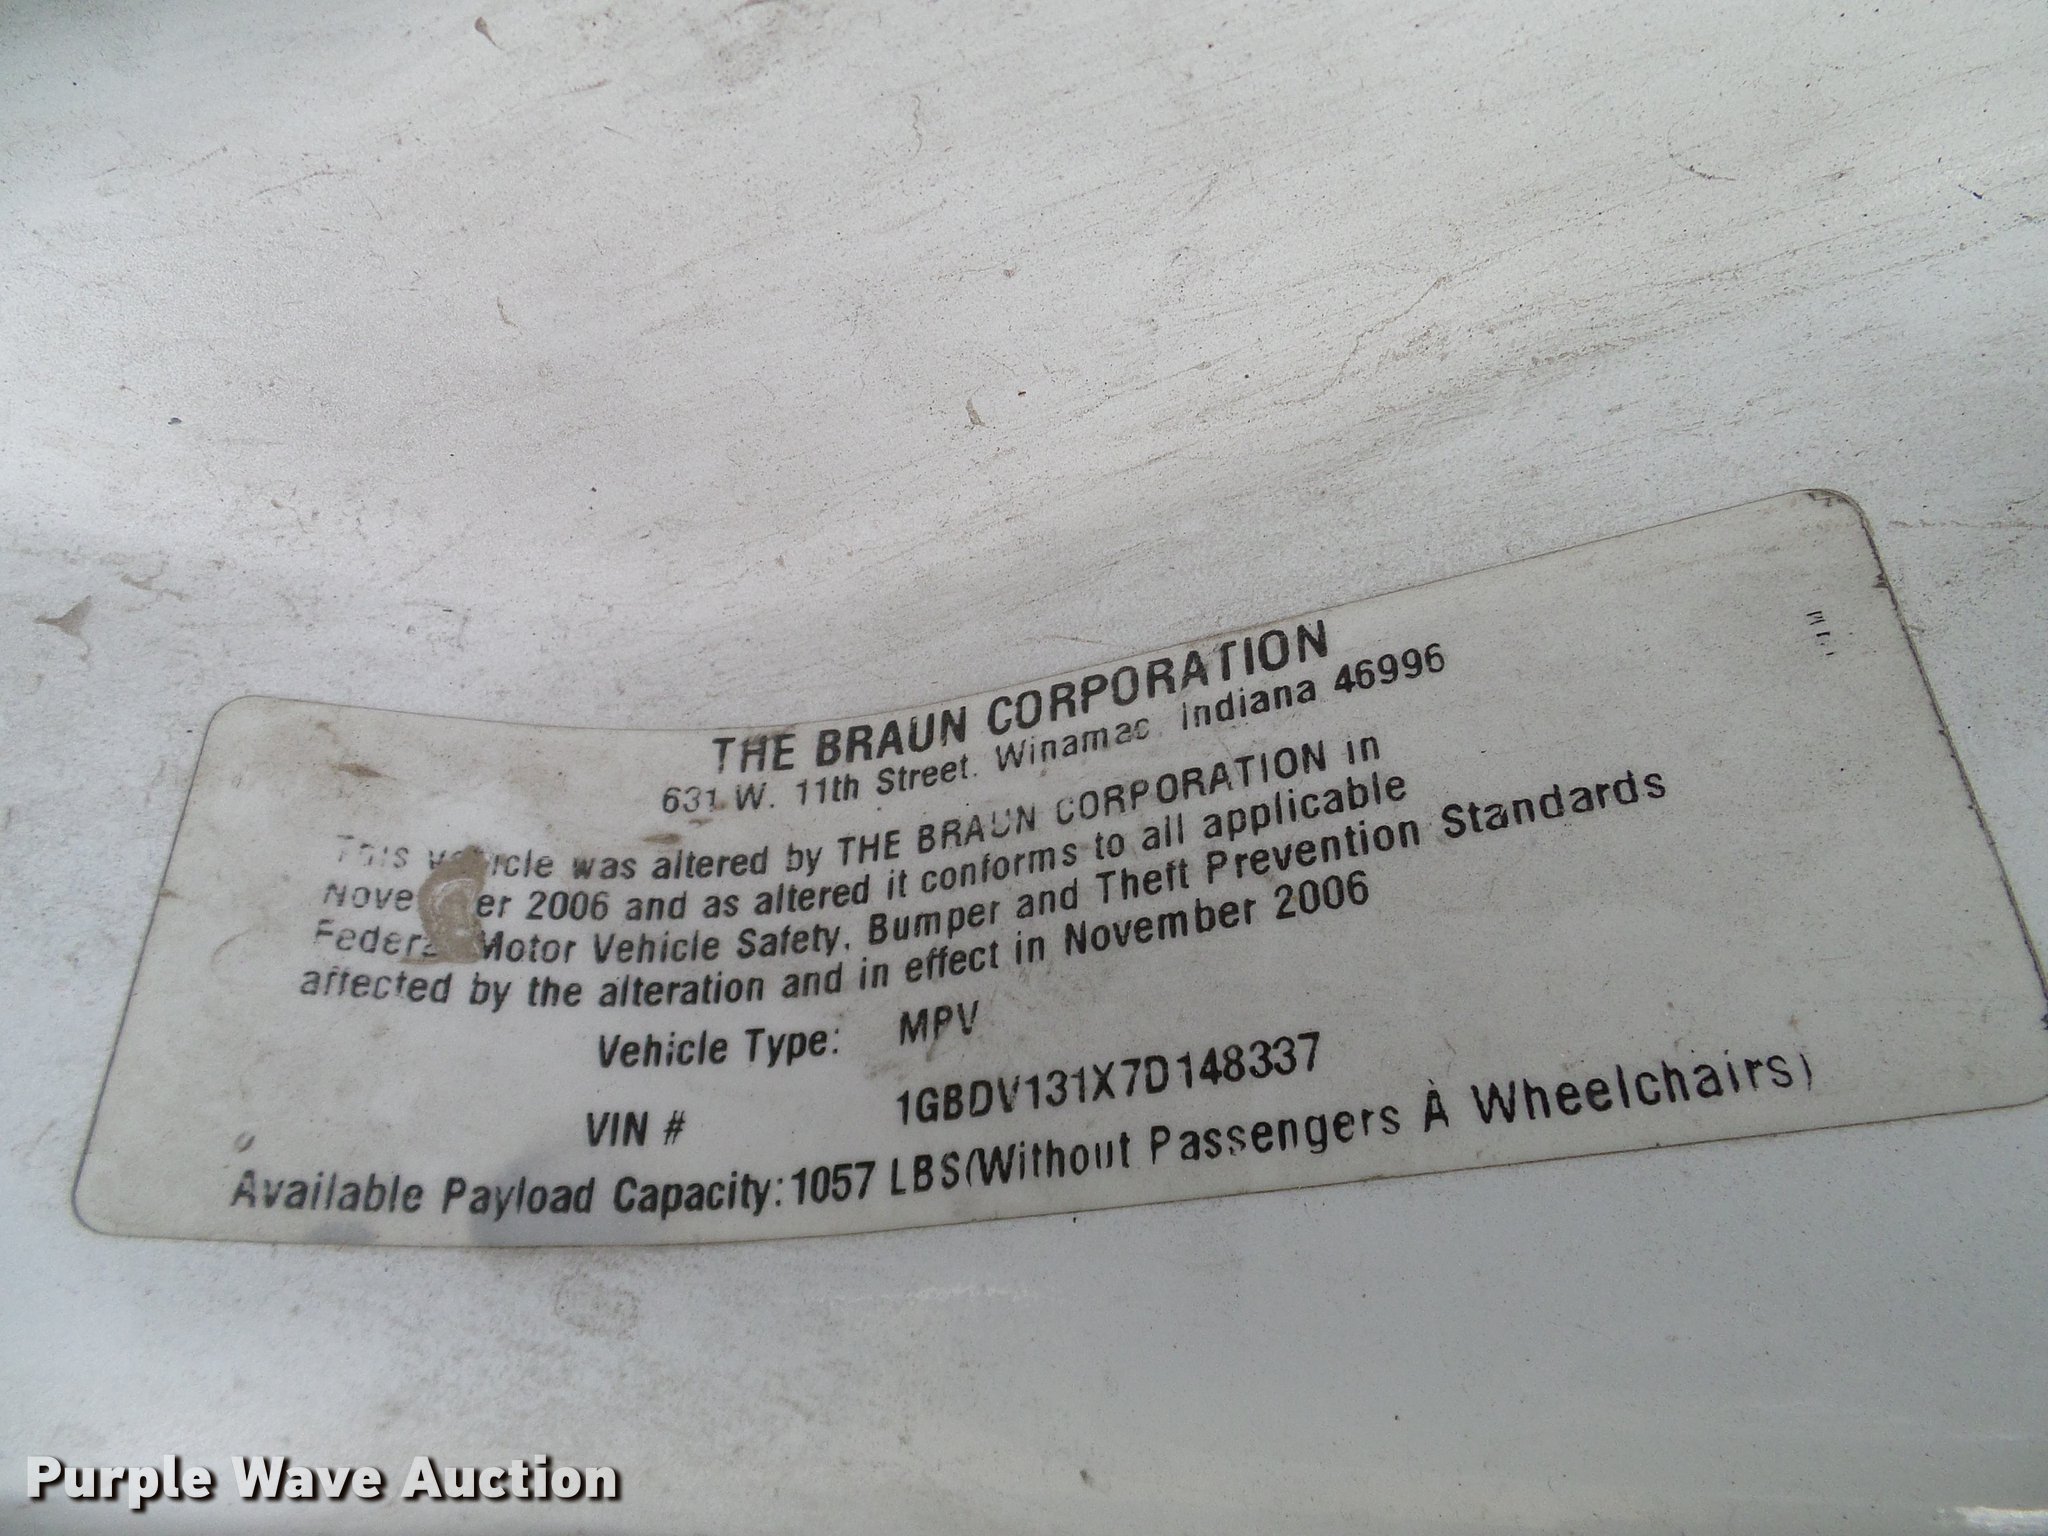 THE BRAUN CORPORATION
631 W. 11th Street, Winamac, Indiana 46996
This vehicle was altered by THE BRAUN CORPORATION in
November 2006 and as altered it conforms to all applicable
Federal Motor Vehicle Safety, Bumper and Theft Prevention Standards
affected by the alteration and in effect in November 2006
Vehicle Type: MPV
VIN # 1GBDV131X7D148337
Available Payload Capacity:1057 LBS(Without Passengers & Wheelchairs)
Purple Wave Auction